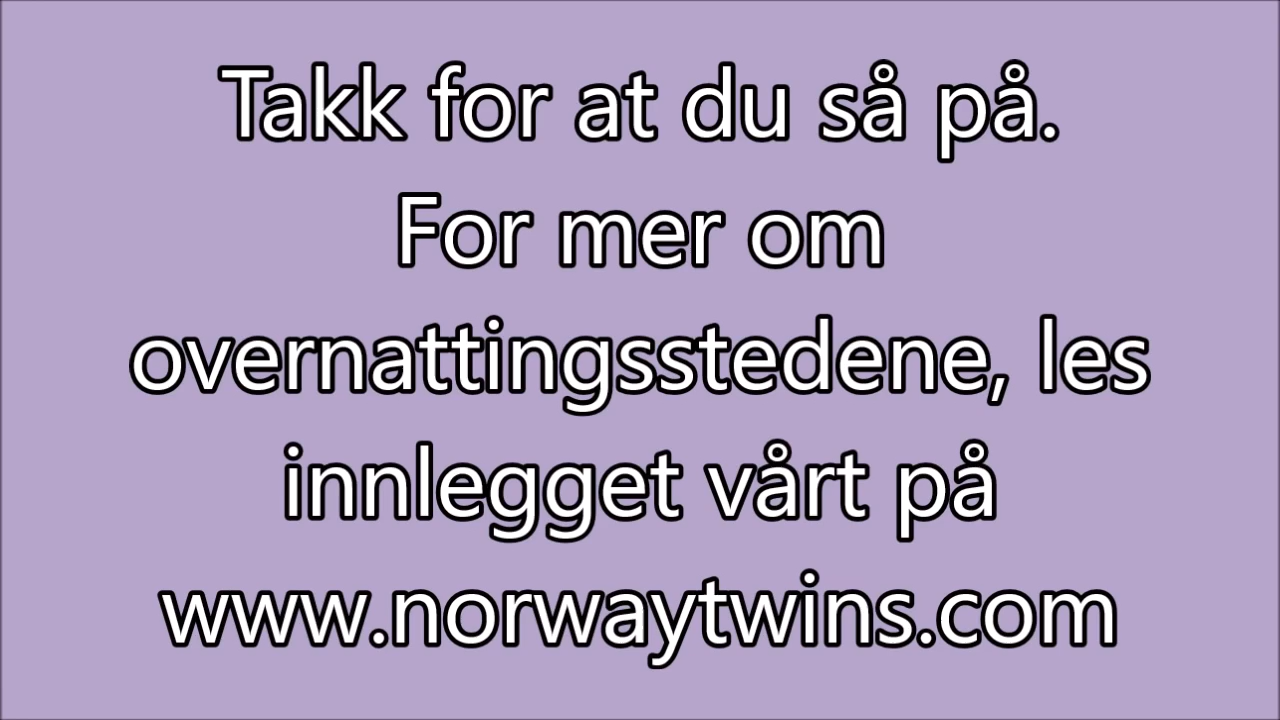 Takk for at du så på.
For mer om
overnattingsstedene, les
innlegget vårt på
www.norwaytwins.com